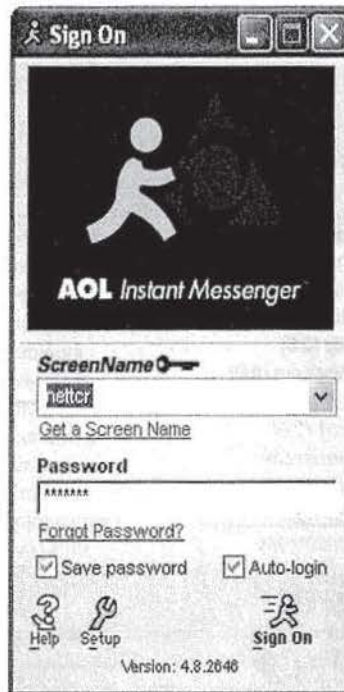 Sign On
AOL Instant Messenger
ScreenName
nettcr
Get a Screen Name
Password
*******
Forgot Password?
Save password Auto-login
Help Setup Sign On
Version: 4.8.2646